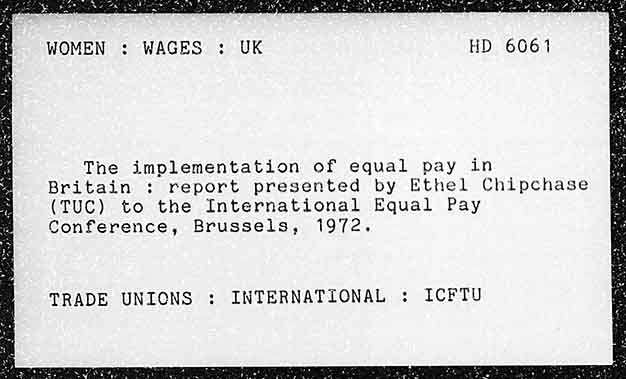 WOMEN : WAGES : UK HD 6061
The implementation of equal pay in
Britain : report presented by Ethel Chipchase
(TUC) to the International Equal Pay
Conference, Brussels, 1972.
TRADE UNIONS : INTERNATIONAL : ICFTU